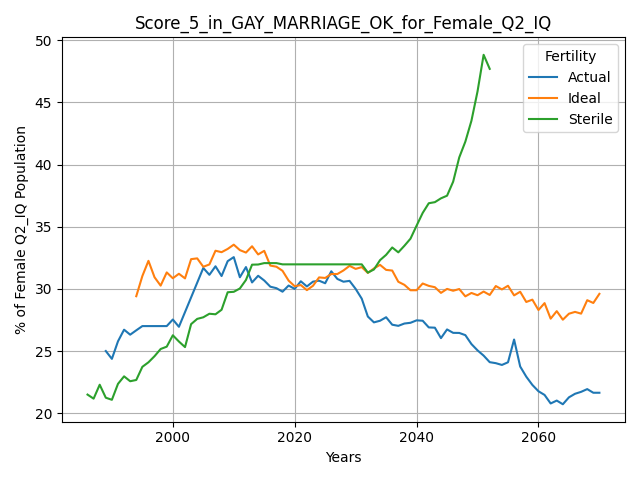 Score_5_in_GAY_MARRIAGE_OK_for_Female_Q2_IQ
% of Female Q2_IQ Population
50
45
40
35
30
25
20
Fertility
Actual
Ideal
Sterile
2000
2020
2040
2060
Years